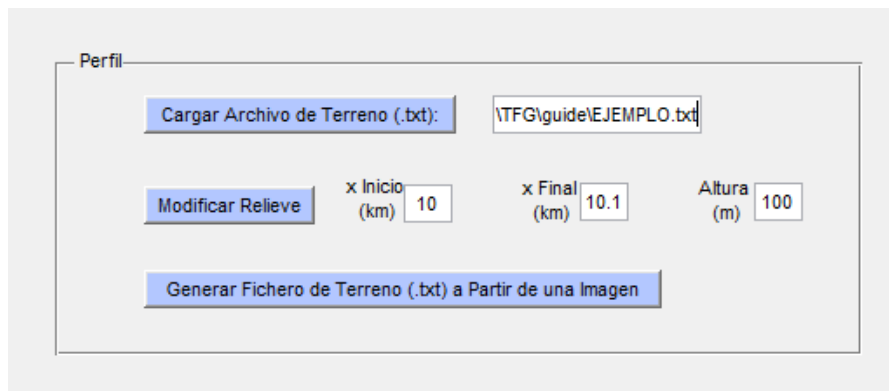 Perfil
Cargar Archivo de Terreno (.txt): \TFG\guide\EJEMPLO.txt
Modificar Relieve x Inicio (km) 10 x Final (km) 10.1 Altura (m) 100
Generar Fichero de Terreno (.txt) a Partir de una Imagen